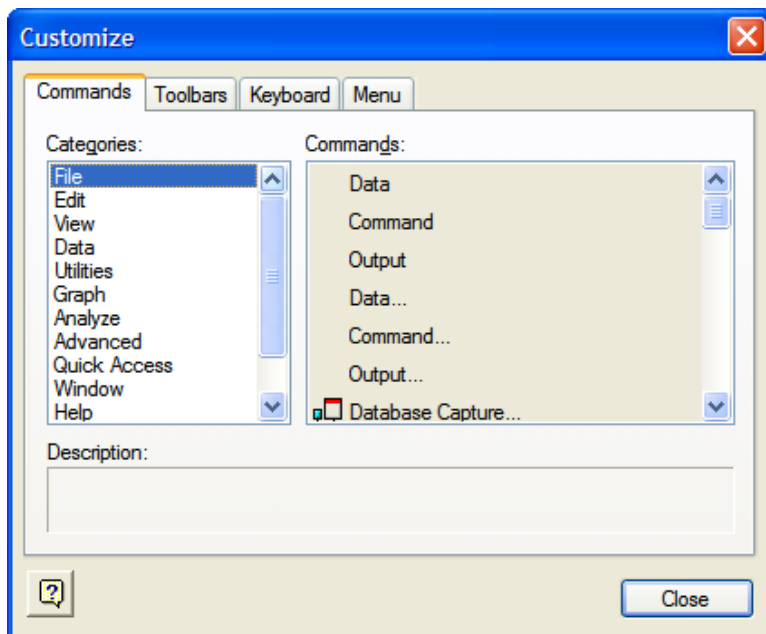 Customize
Commands Toolbars Keyboard Menu
Categories:
File
Edit
View
Data
Utilities
Graph
Analyze
Advanced
Quick Access
Window
Help
Commands:
Data
Command
Output
Data...
Command...
Output...
Database Capture...
Description:
?
Close